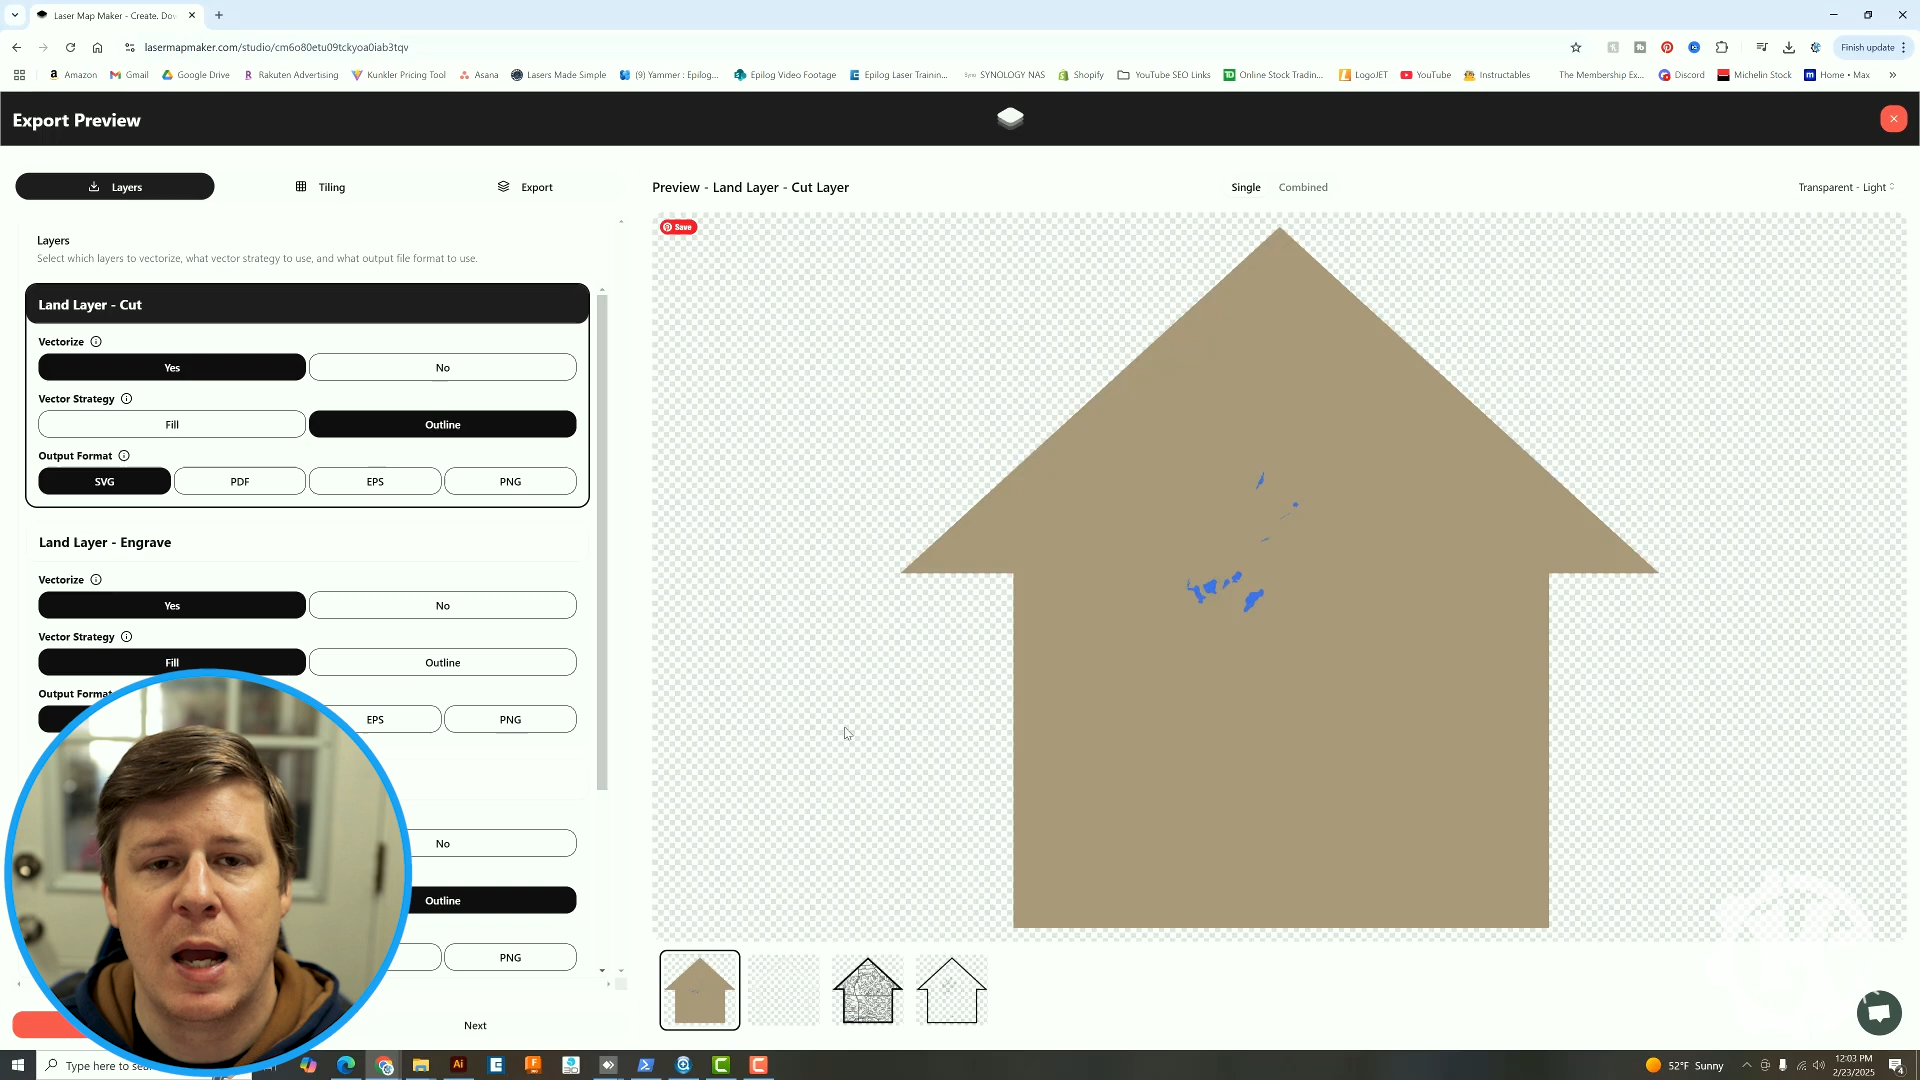 Laser Map Maker - Create. Dov
lasermapmaker.com/studio/cm6o80etu09tckyoa0iab3tqv
Finish update
Amazon
Gmail
Google Drive
Rakuten Advertising
Kunkler Pricing Tool
Asana
Lasers Made Simple
(9) Yammer : Epilog...
Epilog Video Footage
Epilog Laser Trainin...
Syno SYNOLOGY NAS
Shopify
YouTube SEO Links
Online Stock Tradin...
LogoJET
YouTube
Instructables
The Membership Ex...
Discord
Michelin Stock
Home • Max
Export Preview
Layers
Tiling
Export
Preview - Land Layer - Cut Layer
Single
Combined
Transparent - Light
Save
Layers
Select which layers to vectorize, what vector strategy to use, and what output file format to use.
Land Layer - Cut
Vectorize
Yes
No
Vector Strategy
Fill
Outline
Output Format
SVG
PDF
EPS
PNG
Land Layer - Engrave
Vectorize
Yes
No
Vector Strategy
Fill
Outline
Output Format
EPS
PNG
No
Outline
PNG
Next
Type here to sea
52°F Sunny
12:03 PM
2/23/2025